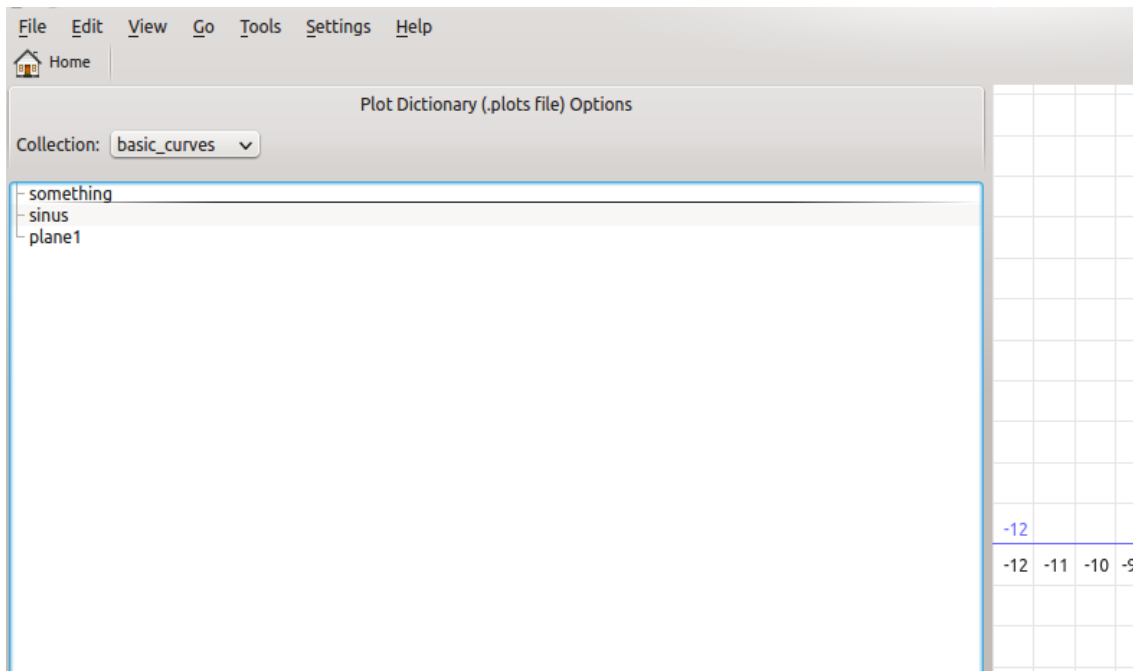 File Edit View Go Tools Settings Help
Home
Plot Dictionary (.plots file) Options
Collection: basic_curves
something
sinus
plane1
-12
-12 -11 -10 -9